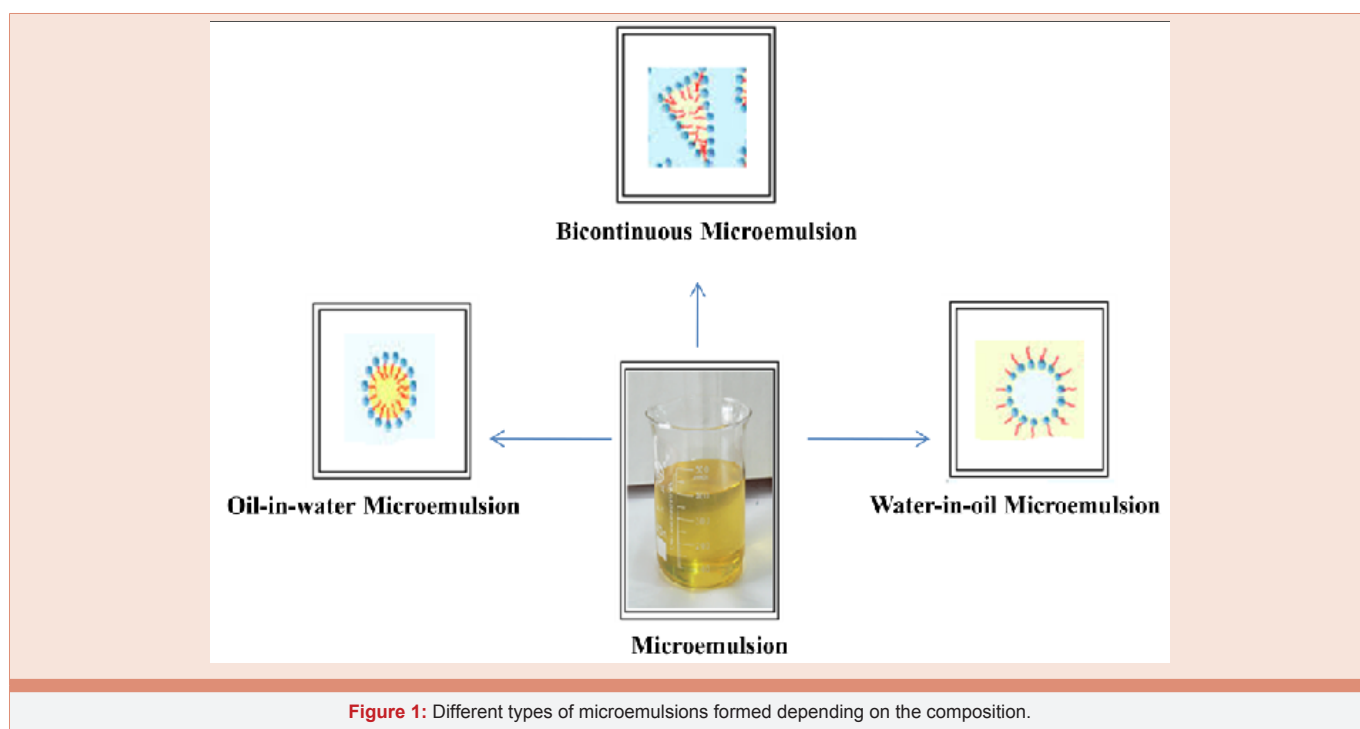 Bicontinuous Microemulsion
Oil-in-water Microemulsion
Water-in-oil Microemulsion
Microemulsion
Figure 1: Different types of microemulsions formed depending on the composition.